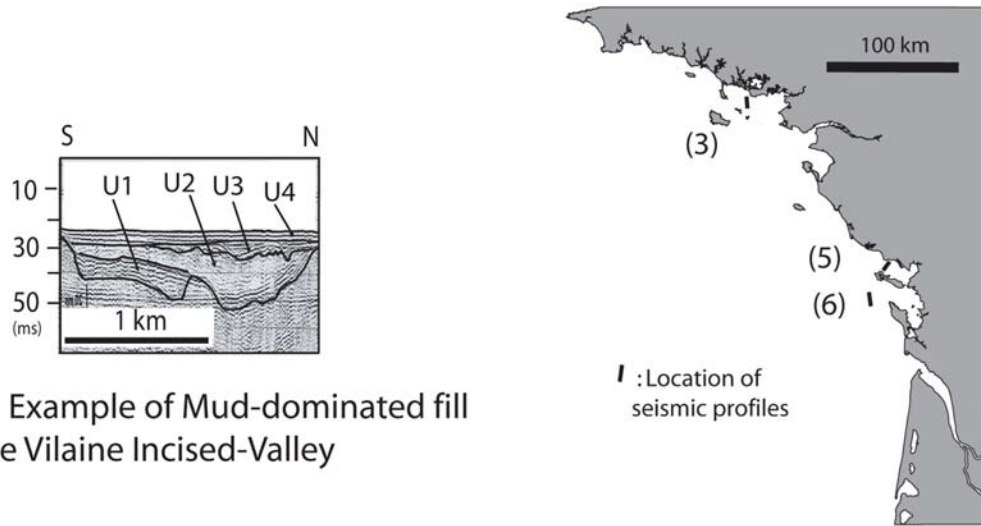 S N
U1 U2 U3 U4
10
30
50
(ms)
1 km
Example of Mud-dominated fill
e Vilaine Incised-Valley
100 km
(3)
(5)
(6)
: Location of
seismic profiles